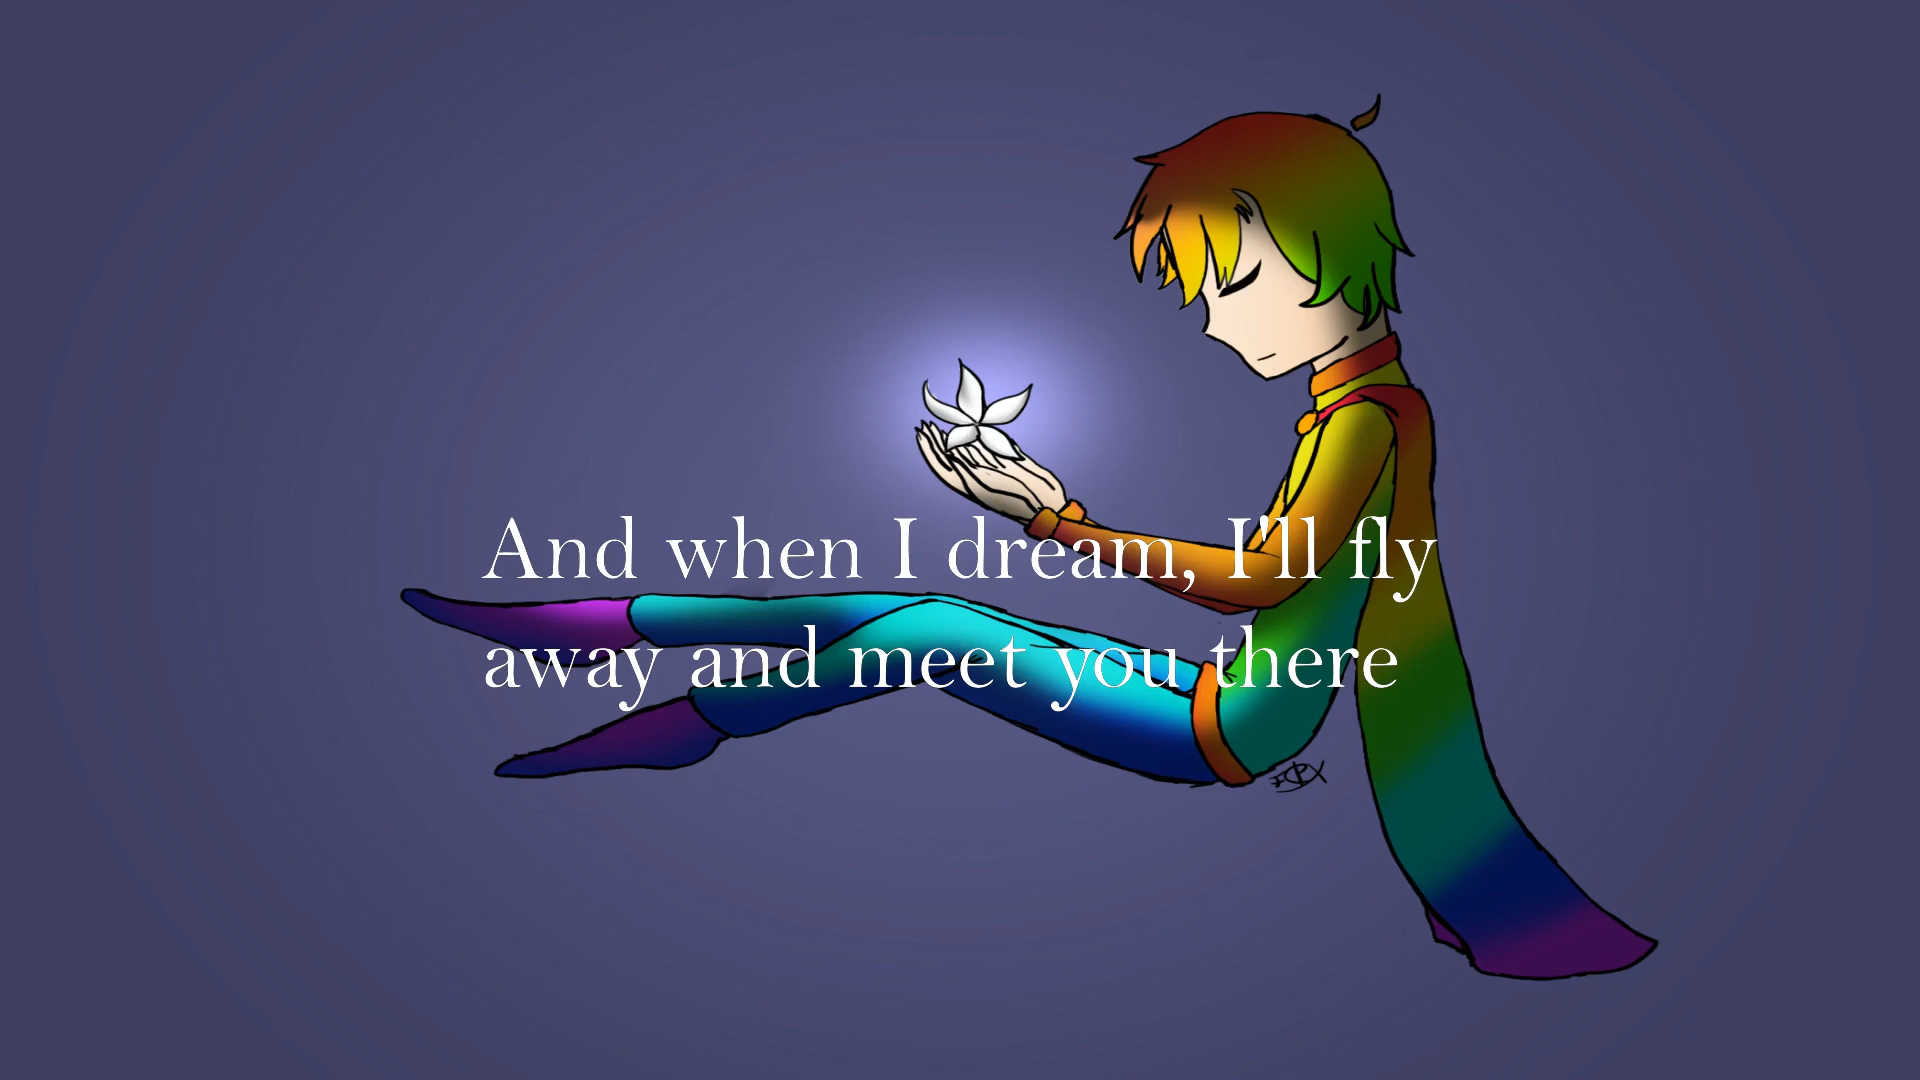 And when I dream, I'll fly
away and meet you there